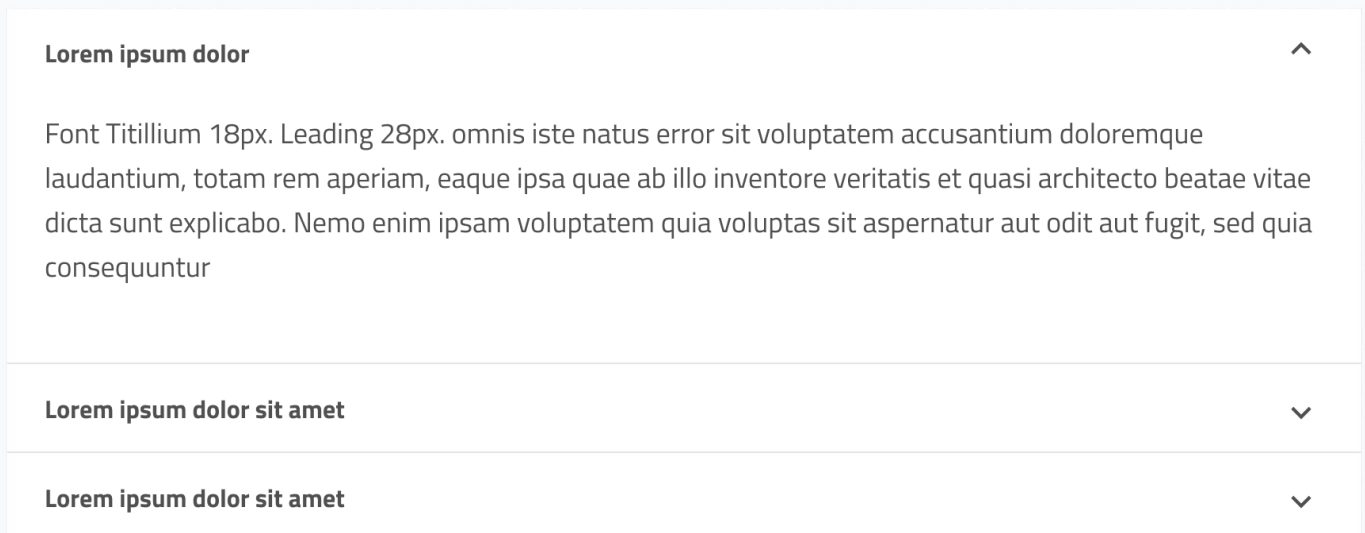 Lorem ipsum dolor
Font Titillium 18px. Leading 28px. omnis iste natus error sit voluptatem accusantium doloremque
laudantium, totam rem aperiam, eaque ipsa quae ab illo inventore veritatis et quasi architecto beatae vitae
dicta sunt explicabo. Nemo enim ipsam voluptatem quia voluptas sit aspernatur aut odit aut fugit, sed quia
consequuntur
Lorem ipsum dolor sit amet
Lorem ipsum dolor sit amet